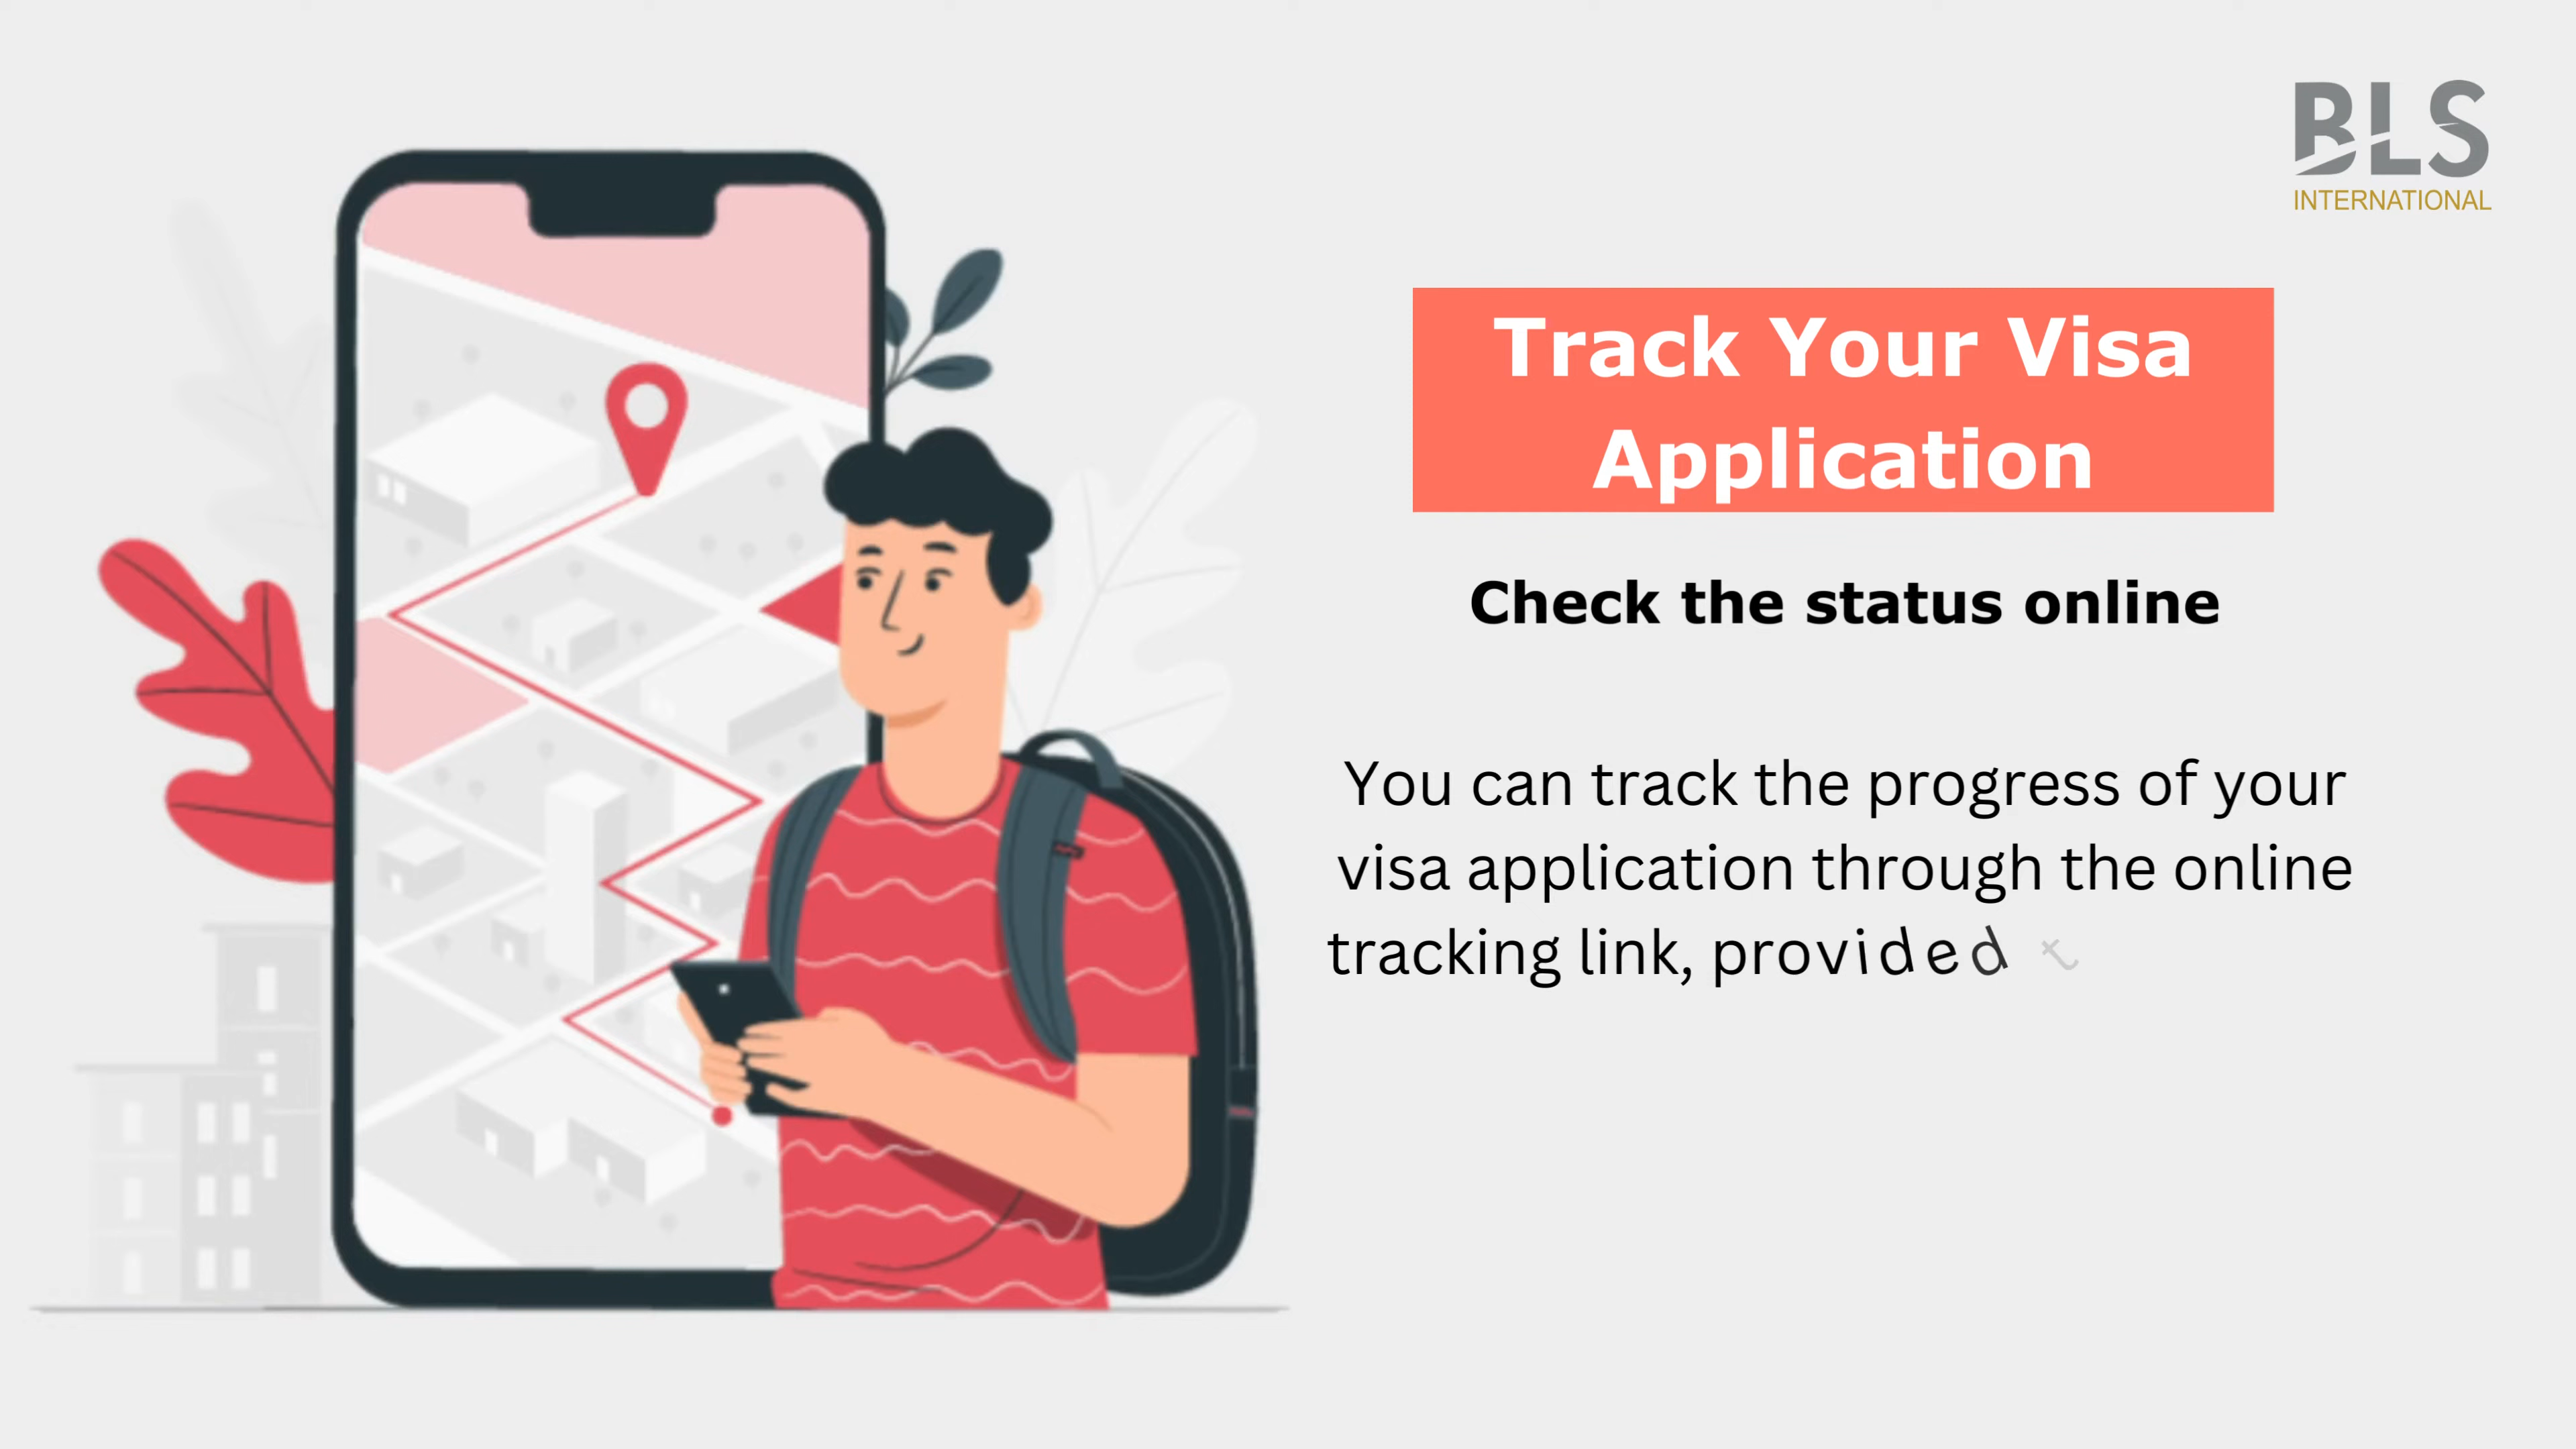 BLS
INTERNATIONAL
Track Your Visa
Application
Check the status online
You can track the progress of your
visa application through the online
tracking link, provided t